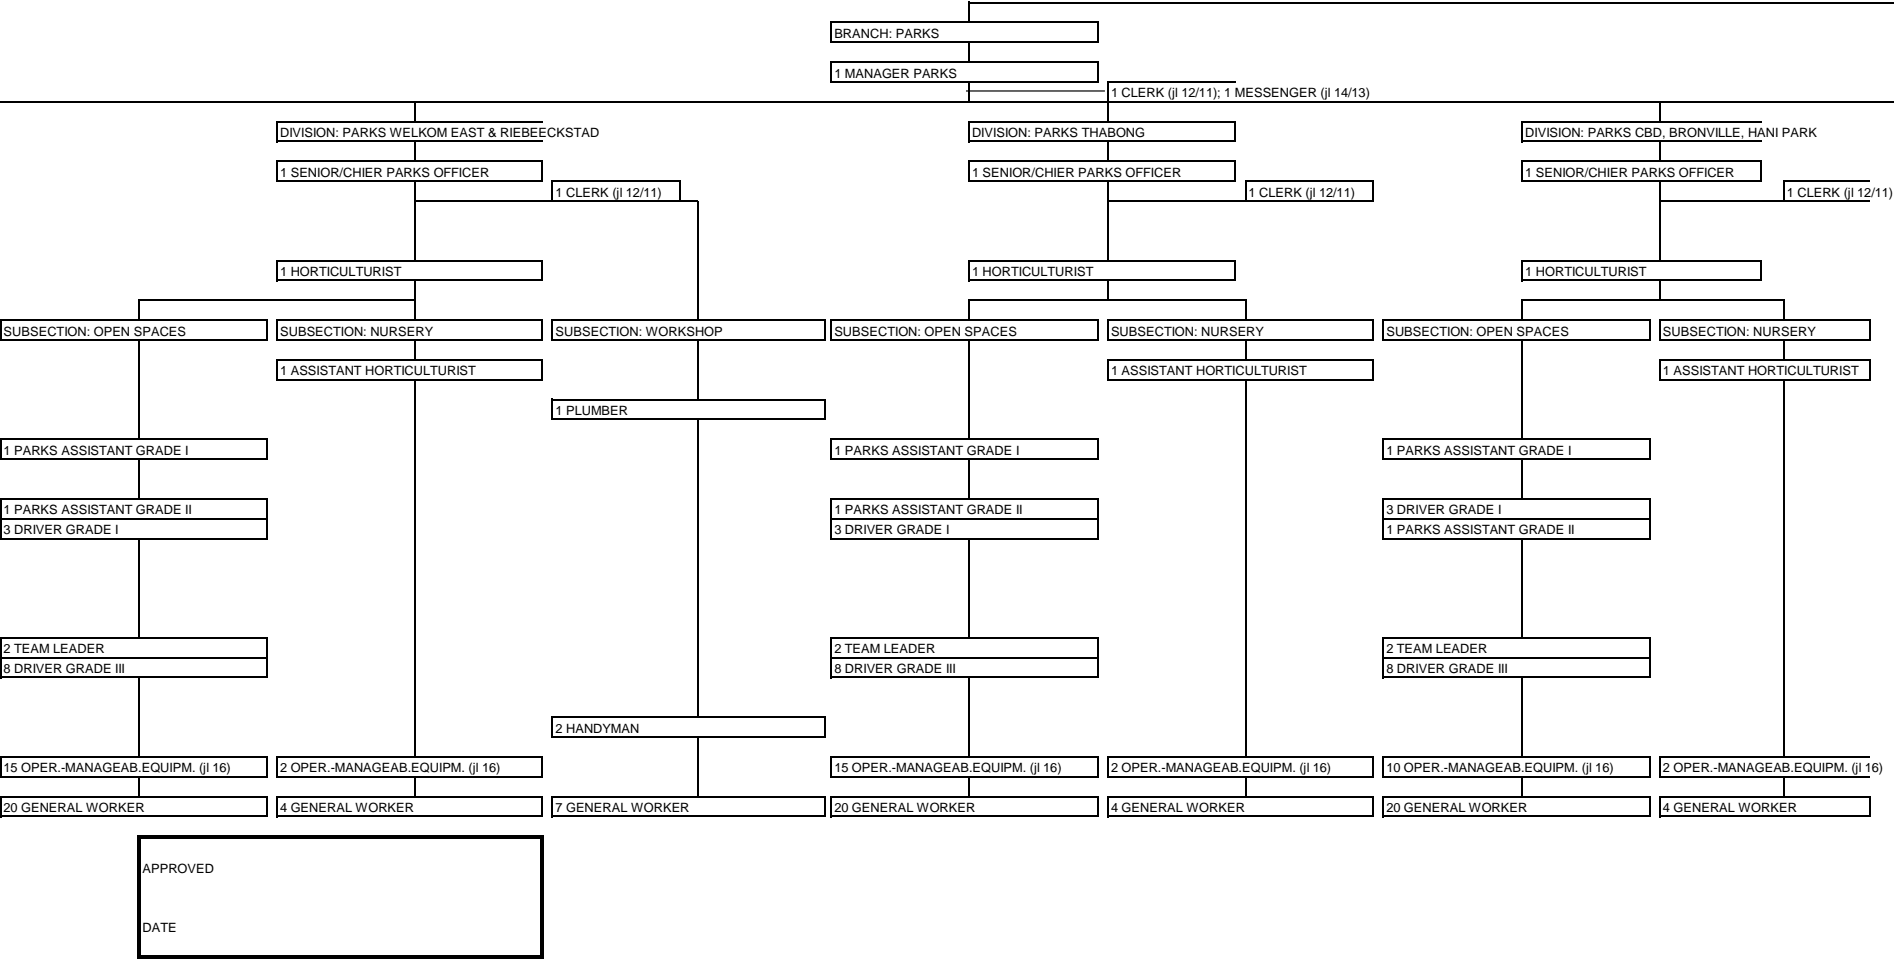 BRANCH: PARKS
1 MANAGER PARKS
1 CLERK (jl 12/11); 1 MESSENGER (jl 14/13)
DIVISION: PARKS WELKOM EAST & RIEBEECKSTAD
DIVISION: PARKS THABONG
DIVISION: PARKS CBD, BRONVILLE, HANI PARK
1 SENIOR/CHIER PARKS OFFICER
1 SENIOR/CHIER PARKS OFFICER
1 SENIOR/CHIER PARKS OFFICER
1 CLERK (jl 12/11)
1 CLERK (jl 12/11)
1 CLERK (jl 12/11)
1 HORTICULTURIST
1 HORTICULTURIST
1 HORTICULTURIST
SUBSECTION: OPEN SPACES
SUBSECTION: NURSERY
SUBSECTION: WORKSHOP
SUBSECTION: OPEN SPACES
SUBSECTION: NURSERY
SUBSECTION: OPEN SPACES
SUBSECTION: NURSERY
1 ASSISTANT HORTICULTURIST
1 ASSISTANT HORTICULTURIST
1 ASSISTANT HORTICULTURIST
1 PLUMBER
1 PARKS ASSISTANT GRADE I
1 PARKS ASSISTANT GRADE I
1 PARKS ASSISTANT GRADE I
1 PARKS ASSISTANT GRADE II
1 PARKS ASSISTANT GRADE II
3 DRIVER GRADE I
3 DRIVER GRADE I
3 DRIVER GRADE I
1 PARKS ASSISTANT GRADE II
2 TEAM LEADER
2 TEAM LEADER
2 TEAM LEADER
8 DRIVER GRADE III
8 DRIVER GRADE III
8 DRIVER GRADE III
2 HANDYMAN
15 OPER.-MANAGEAB.EQUIPM. (jl 16)
2 OPER.-MANAGEAB.EQUIPM. (jl 16)
15 OPER.-MANAGEAB.EQUIPM. (jl 16)
2 OPER.-MANAGEAB.EQUIPM. (jl 16)
10 OPER.-MANAGEAB.EQUIPM. (jl 16)
2 OPER.-MANAGEAB.EQUIPM. (jl 16)
20 GENERAL WORKER
4 GENERAL WORKER
7 GENERAL WORKER
20 GENERAL WORKER
4 GENERAL WORKER
20 GENERAL WORKER
4 GENERAL WORKER
APPROVED
DATE